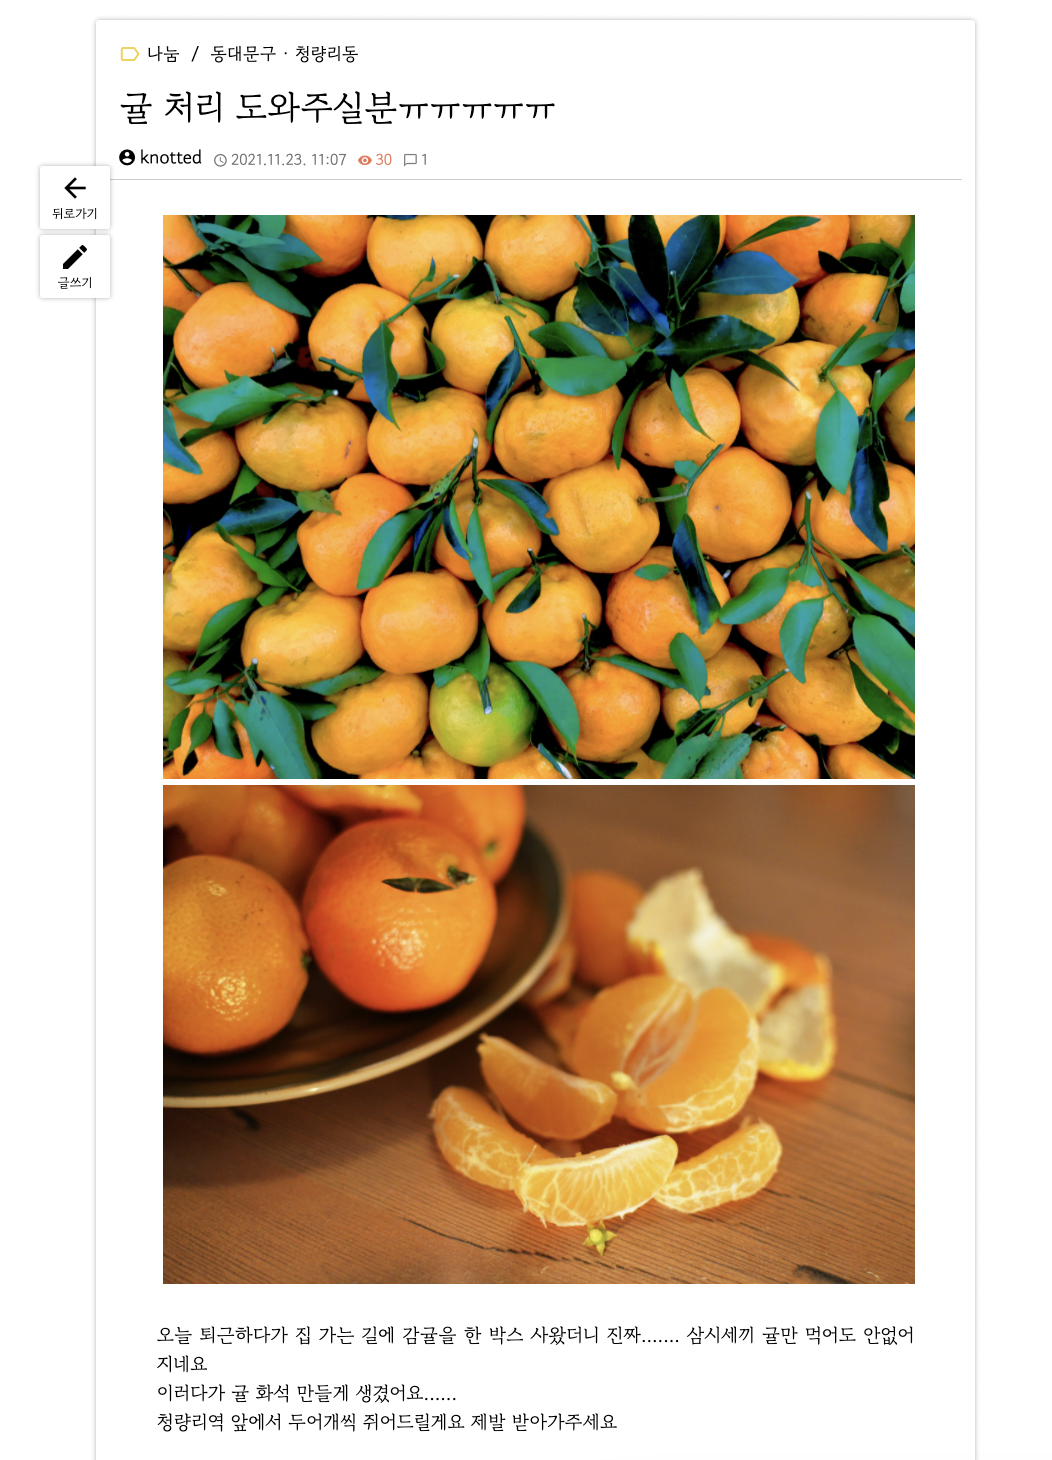 나눔 / 동대문구 · 청량리동
귤 처리 도와주실분ㅠㅠㅠㅠㅠ
knotted 2021.11.23. 11:07 30 1
뒤로가기
글쓰기
오늘 퇴근하다가 집 가는 길에 감귤을 한 박스 사왔더니 진짜....... 삼시세끼 귤만 먹어도 안없어
지네요
이러다가 귤 화석 만들게 생겼어요......
청량리역 앞에서 두어개씩 쥐어드릴게요 제발 받아가주세요